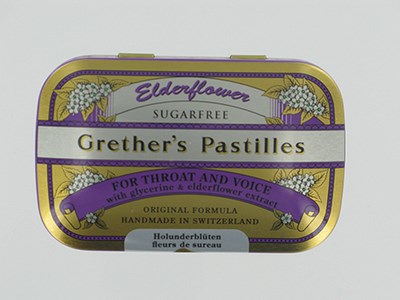 Elderflower
SUGARFREE
Grether's Pastilles
FOR THROAT AND VOICE
with glycerine & elderflower extract
ORIGINAL FORMULA
HANDMADE IN SWITZERLAND
Holunderblüten
fleurs de sureau